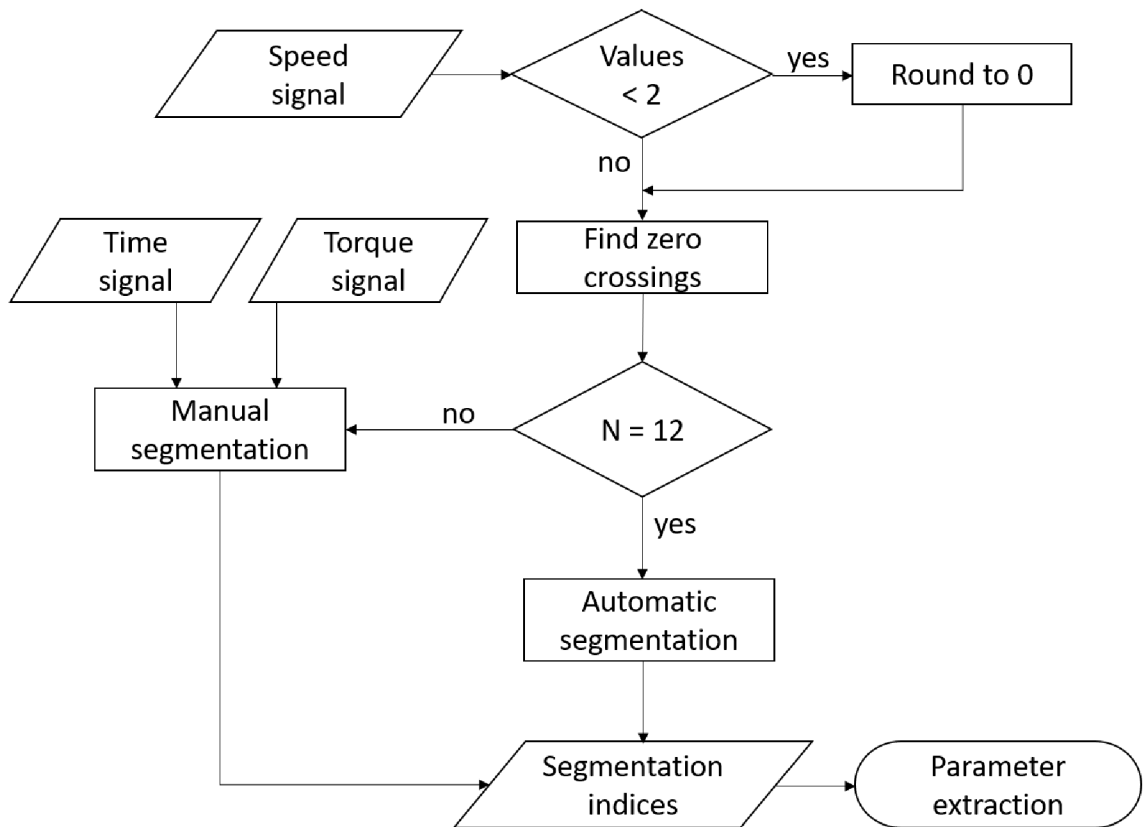 Speed
signal
Values
< 2
yes
Round to 0
no
Time
signal
Torque
signal
Find zero
crossings
Manual
segmentation
no
N = 12
yes
Automatic
segmentation
Segmentation
indices
Parameter
extraction